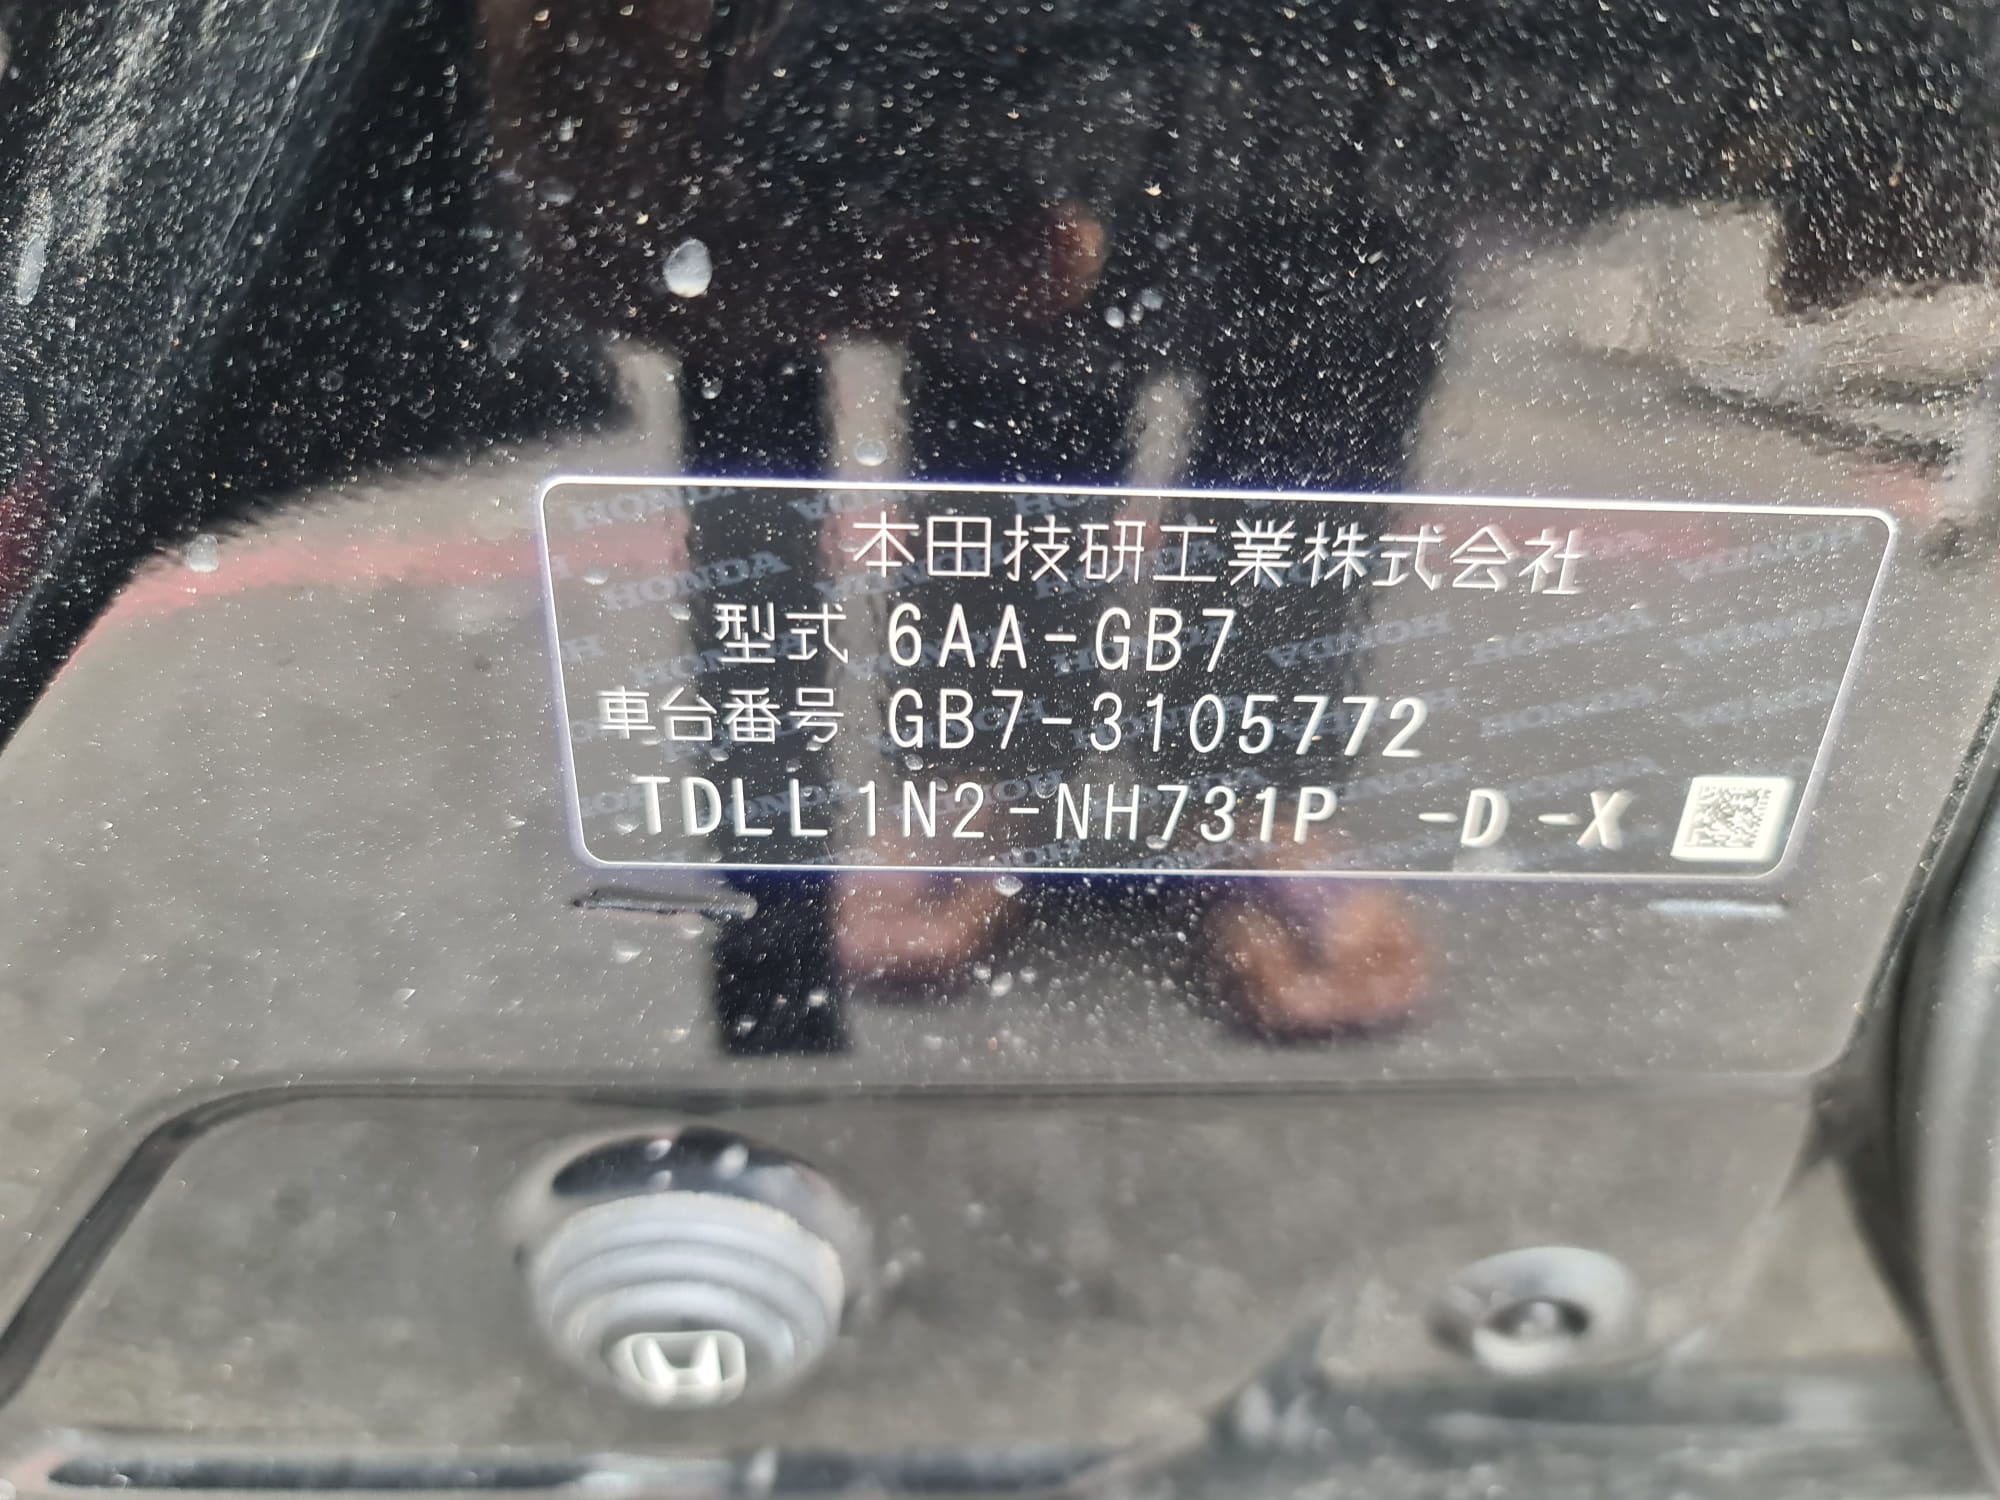 本田技研工業株式会社
型式 6AA-GB7
車台番号 GB7-3105772
TDLL1N2-NH731P -D-X